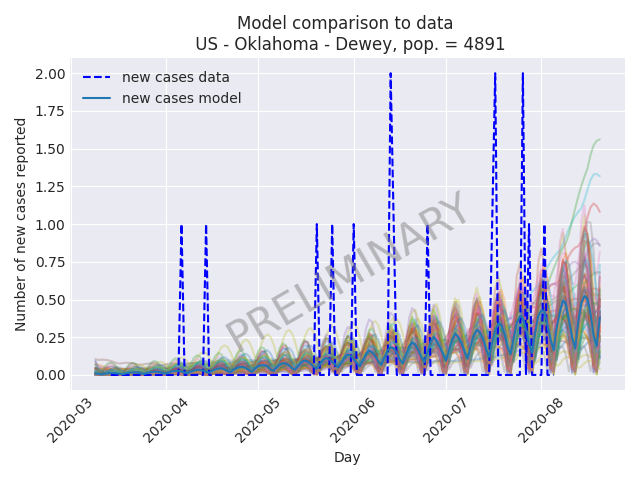 Model comparison to data
US - Oklahoma - Dewey, pop. = 4891
2.00
1.75
1.50
1.25
1.00
0.75
0.50
0.25
0.00
Number of new cases reported
new cases data
new cases model
PRELIMINARY
2020-03
2020-04
2020-05
2020-06
2020-07
2020-08
Day